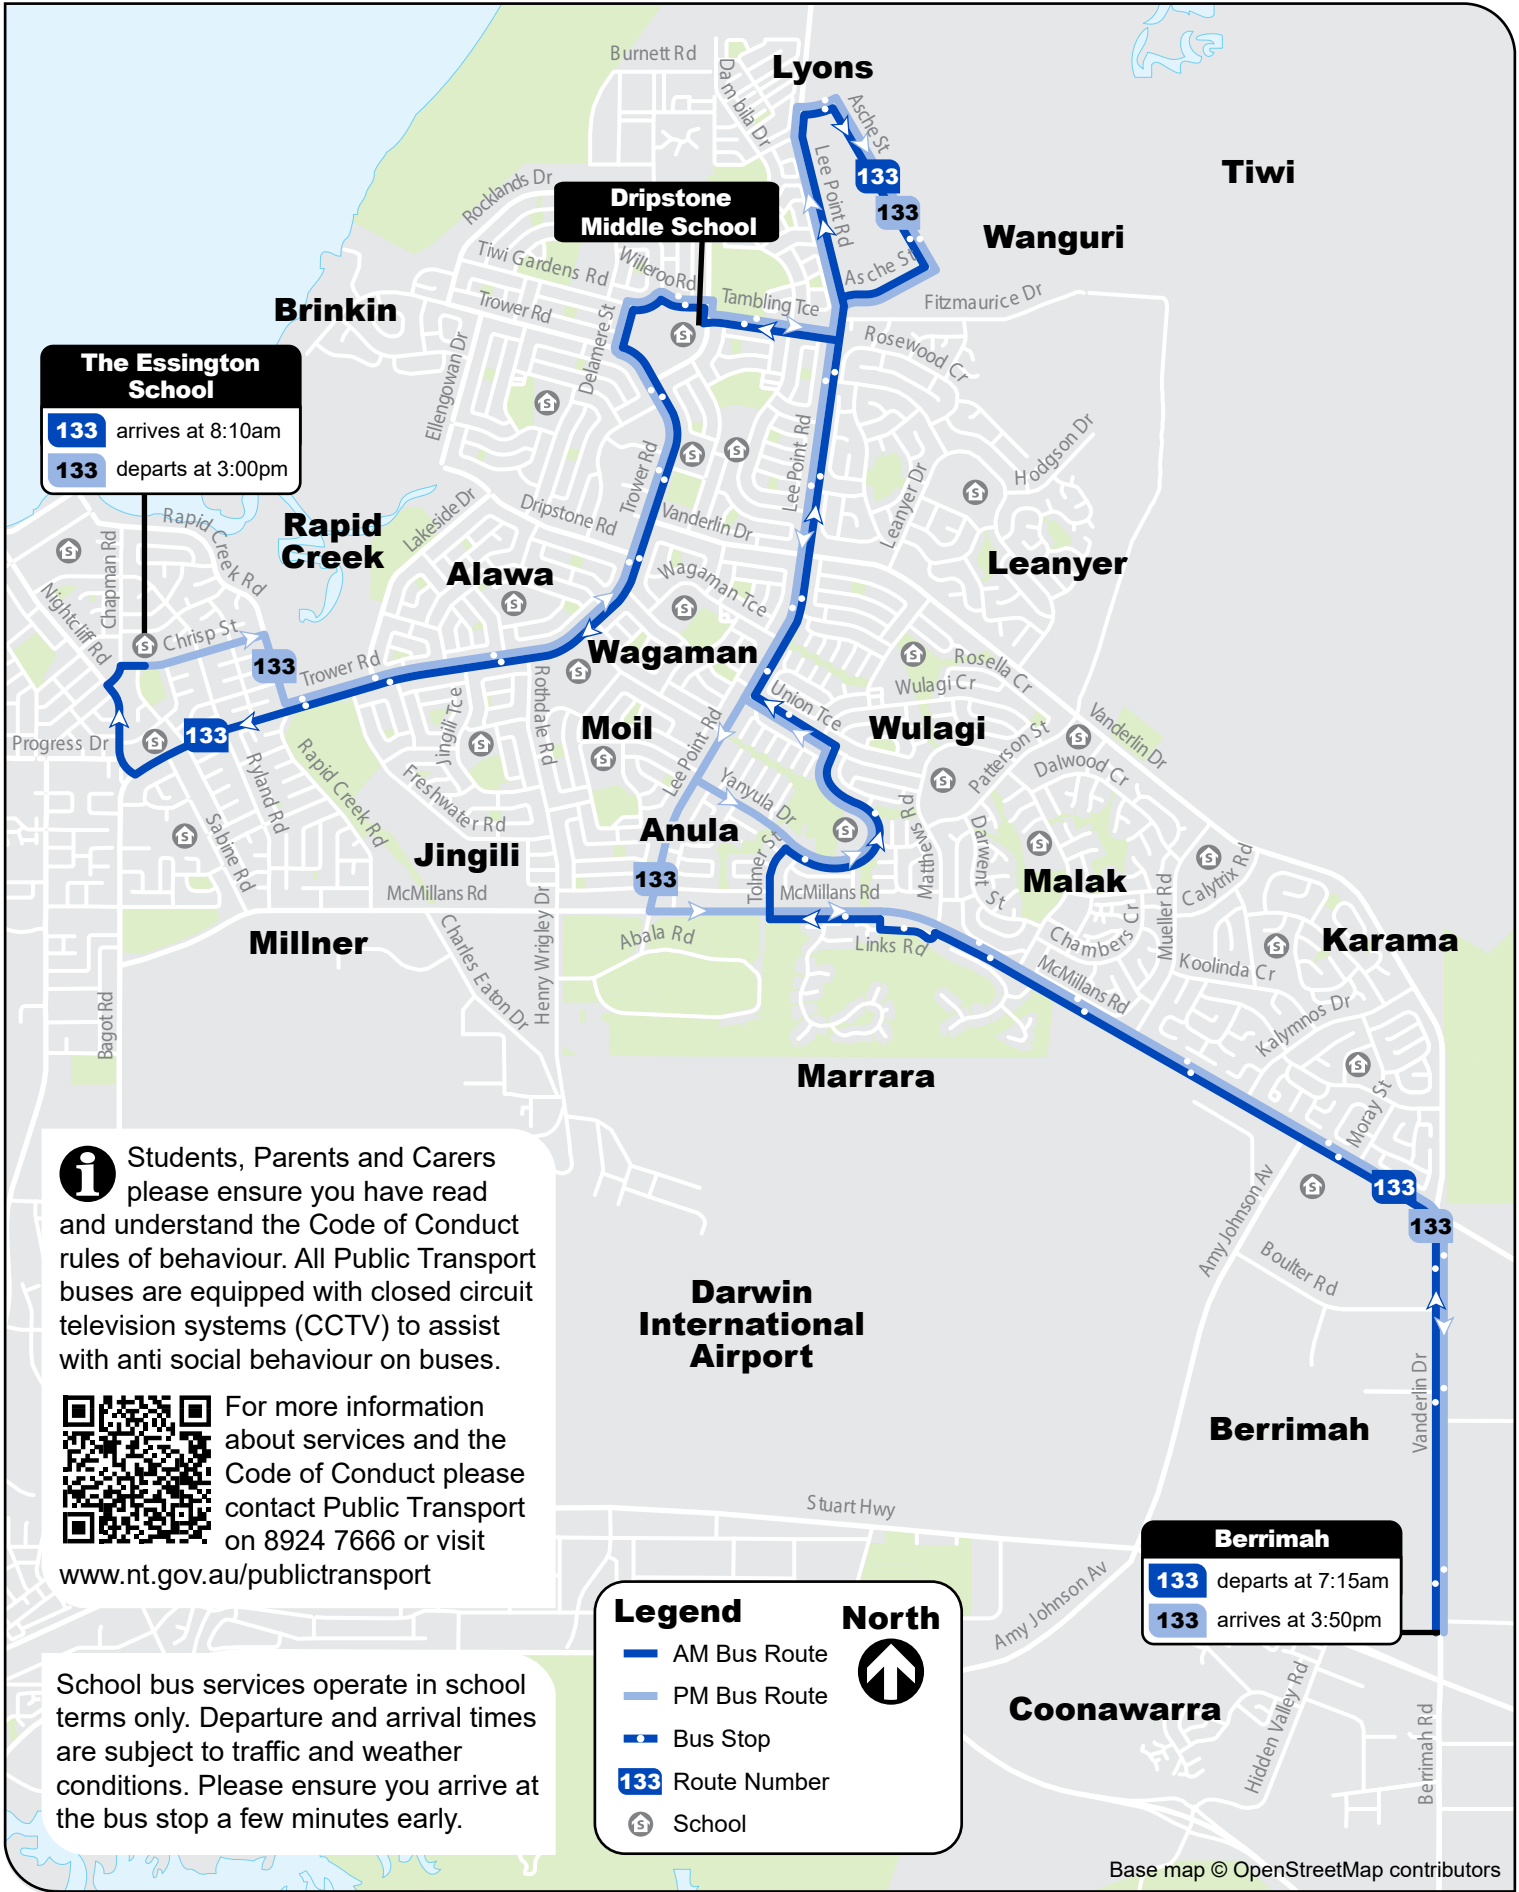 Burnett Rd
Dambila Dr
Lyons
Asche St
Tiwi
Lee Point Rd
133
133
Rocklands Dr
Dripstone
Middle School
Wanguri
Tiwi Gardens Rd
Willeroo Rd
Asche St
Brinkin
Trower Rd
Tambling Tce
Fitzmaurice Dr
Delamere St
Ellengowan Dr
Rosewood Cr
The Essington
School
133 arrives at 8:10am
133 departs at 3:00pm
Trower Rd
Lee Point Rd
Leanyer Dr
Hodgson Dr
Rapid Creek Rd
Chapman Rd
Rapid
Creek
Lakeside Dr
Dripstone Rd
Vanderlin Dr
Leanyer
Alawa
Wagaman Tce
Nightcliff Rd
Chrisp St
133
Trower Rd
Wagaman
Rosella Cr
Wulagi Cr
Rothdale Rd
Union Tce
Moil
Wulagi
Vanderlin Dr
Patterson St
Dalwood Cr
Progress Dr
133
Jingili Tce
Lee Point Rd
Ryland Rd
Rapid Creek Rd
Freshwater Rd
Yanyula Dr
Matthews Rd
Darwent St
Sabine Rd
Jingili
Anula
Tolmer St
Malak
Calytrix Rd
133
McMillans Rd
McMillans Rd
Mueller Rd
Millner
Charles Eaton Dr
Henry Wrigley Dr
Abala Rd
Links Rd
Chambers Cr
Koolinda Cr
Karama
McMillans Rd
Bagot Rd
Kalymnos Dr
Marrara
Moray St
133
133
Amy Johnson Av
Boulter Rd
Students, Parents and Carers
please ensure you have read
and understand the Code of Conduct
rules of behaviour. All Public Transport
buses are equipped with closed circuit
television systems (CCTV) to assist
with anti social behaviour on buses.
Darwin
International
Airport
Vanderlin Dr
Berrimah
For more information
about services and the
Code of Conduct please
contact Public Transport
on 8924 7666 or visit
www.nt.gov.au/publictransport
Stuart Hwy
Berrimah
133 departs at 7:15am
133 arrives at 3:50pm
Amy Johnson Av
Legend
North
AM Bus Route
PM Bus Route
Bus Stop
133 Route Number
School
School bus services operate in school
terms only. Departure and arrival times
are subject to traffic and weather
conditions. Please ensure you arrive at
the bus stop a few minutes early.
Coonawarra
Hidden Valley Rd
Berrimah Rd
Base map © OpenStreetMap contributors